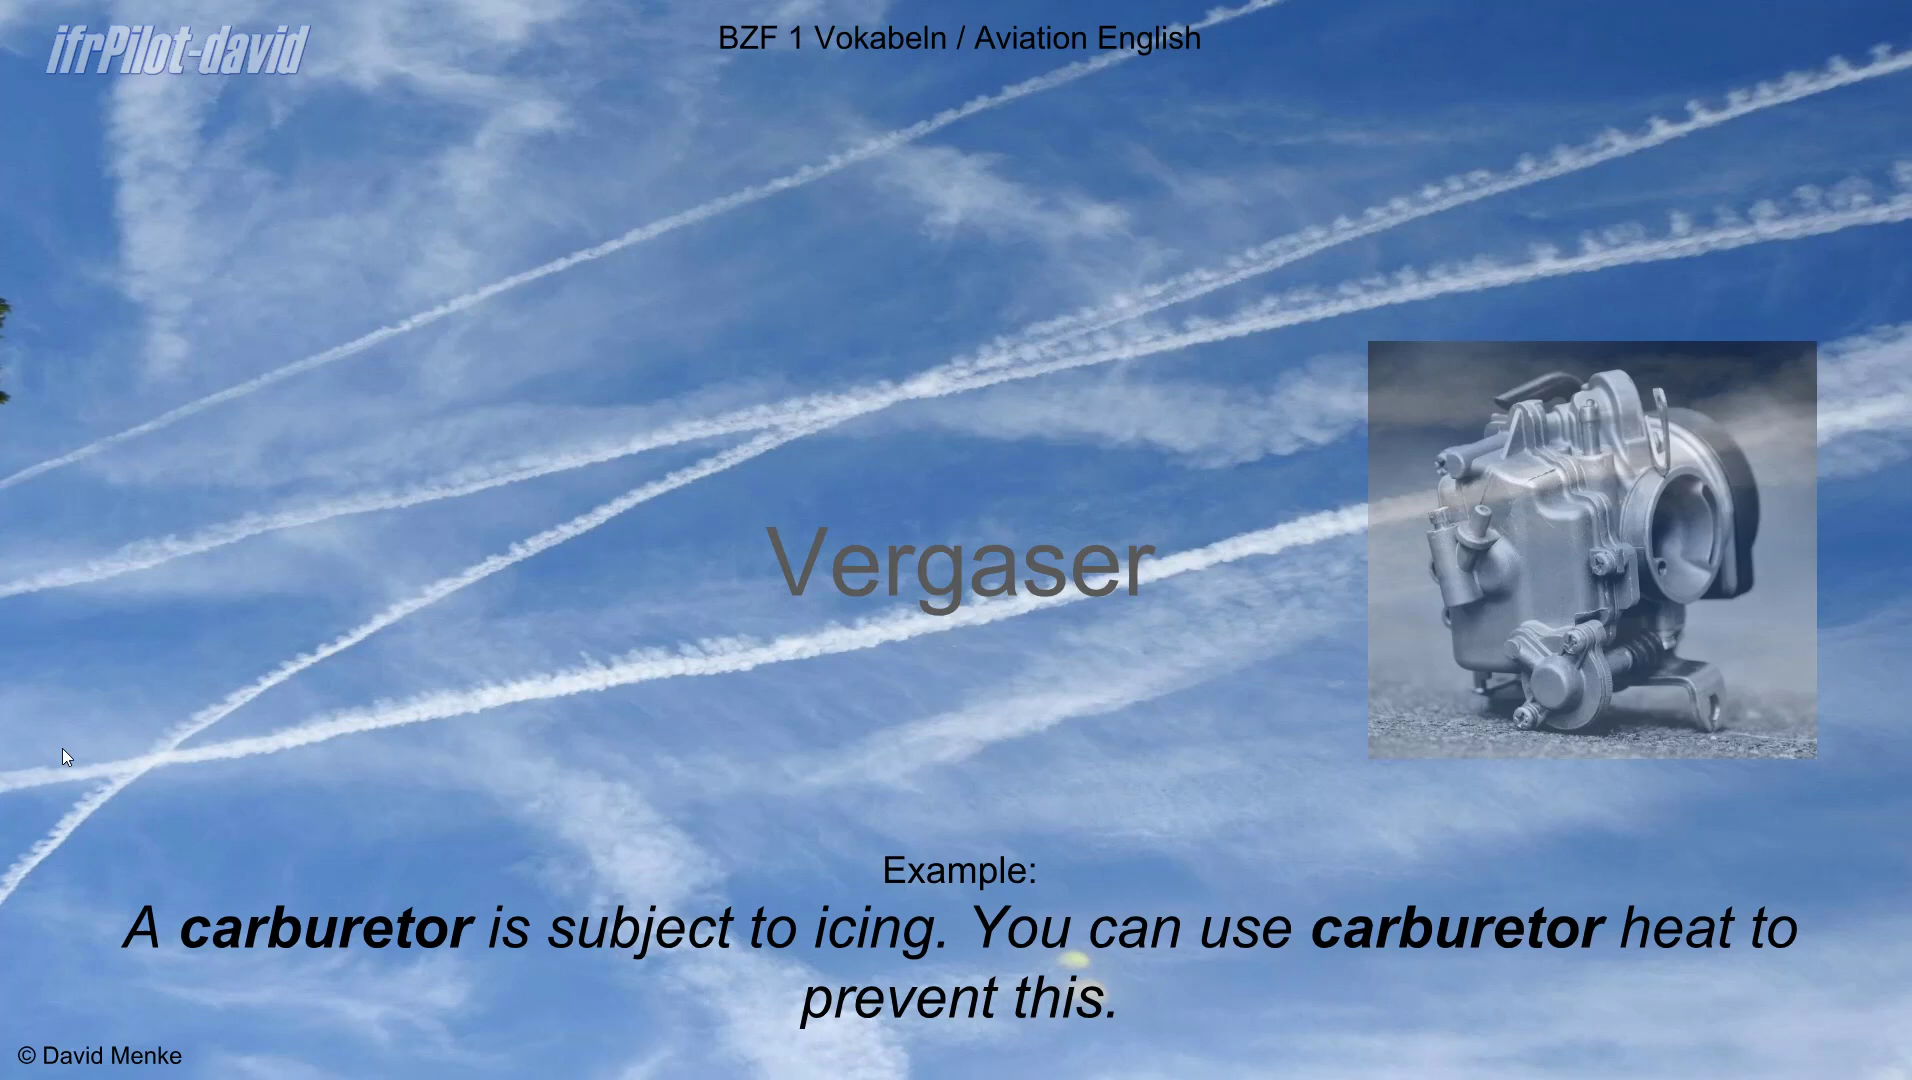 ifrPilot-david
BZF 1 Vokabeln / Aviation English
Vergaser
Example:
A carburetor is subject to icing. You can use carburetor heat to
prevent this.
© David Menke